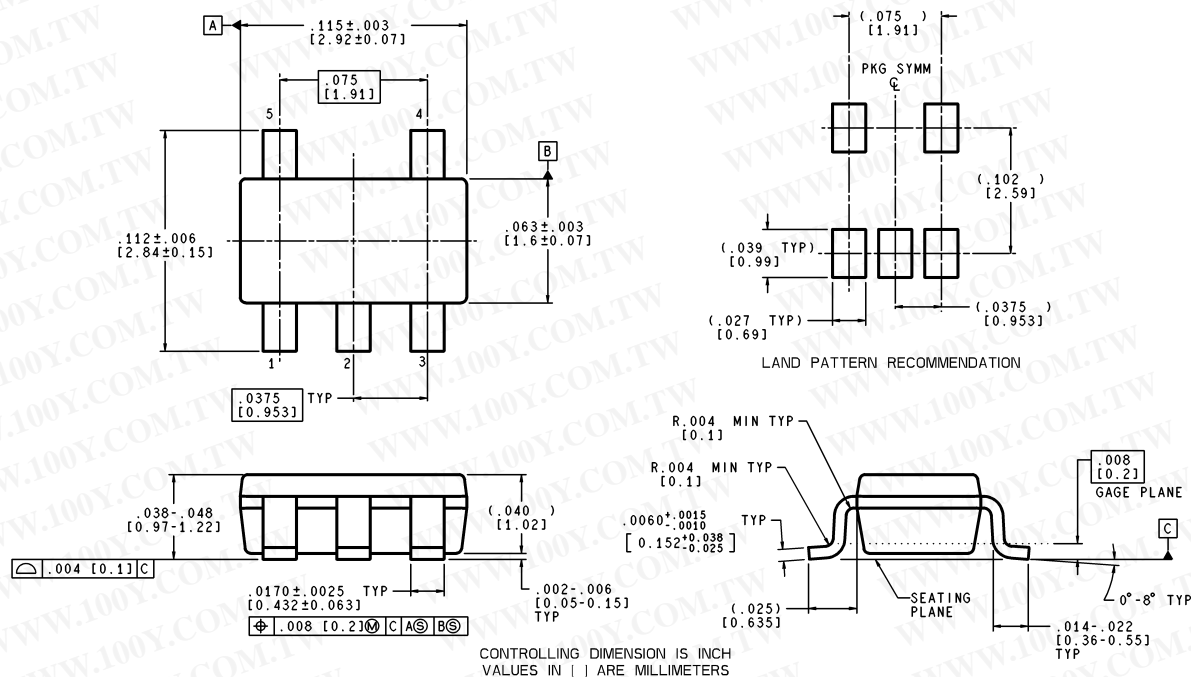 A
.115±.003
[2.92±0.07]
.075
[1.91]
5
4
B
.112±.006
[2.84±0.15]
.063±.003
[1.6±0.07]
1
2
3
.0375
[0.953]
TYP
(.075 )
[1.91]
PKG SYMM
℄
(.102 )
[2.59]
(.039 TYP)
[0.99]
(.027 TYP)
[0.69]
(.0375 )
[0.953]
LAND PATTERN RECOMMENDATION
.038-.048
[0.97-1.22]
(.040 )
[1.02]
⌓ .004 [0.1] C
.0170±.0025 TYP
[0.432±0.063]
⌖ .008 [0.2]Ⓜ C AⓈ BⓈ
.002-.006
[0.05-0.15]
TYP
R.004 MIN TYP
[0.1]
R.004 MIN TYP
[0.1]
.0060+.0015-.0010 TYP
[ 0.152+0.038-0.025 ]
.008
[0.2]
GAGE PLANE
C
(.025)
[0.635]
SEATING
PLANE
0°-8° TYP
.014-.022
[0.36-0.55]
TYP
CONTROLLING DIMENSION IS INCH
VALUES IN [ ] ARE MILLIMETERS
WWW.100Y.COM.TW